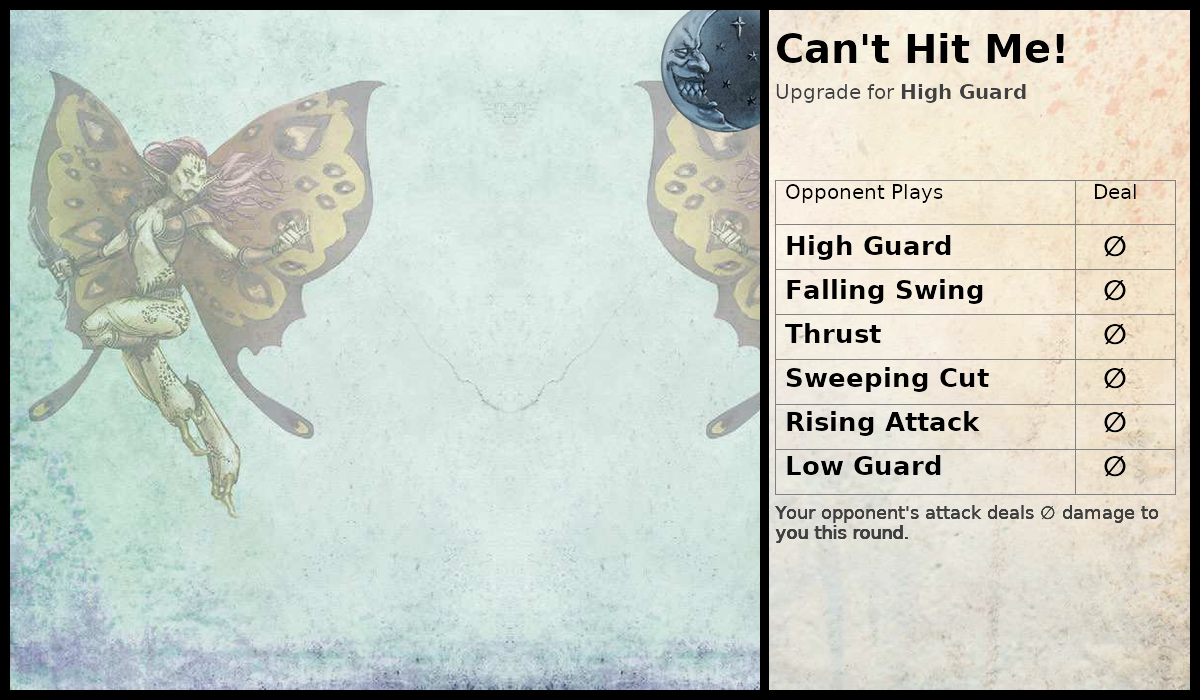 Can't Hit Me!
Upgrade for High Guard
Opponent Plays Deal
High Guard ∅
Falling Swing ∅
Thrust ∅
Sweeping Cut ∅
Rising Attack ∅
Low Guard ∅
Your opponent's attack deals ∅ damage to
you this round.